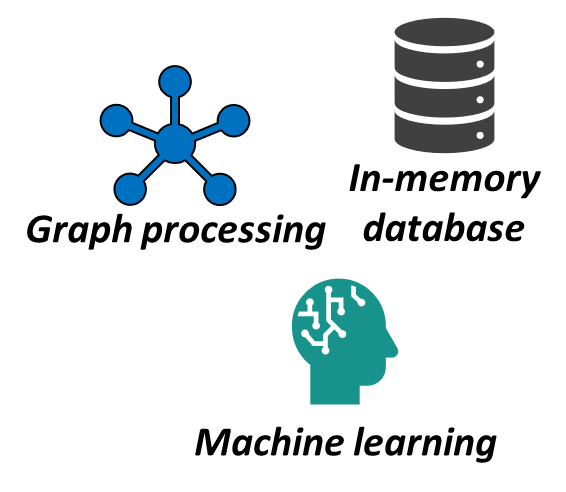 In-memory
database
Graph processing
Machine learning